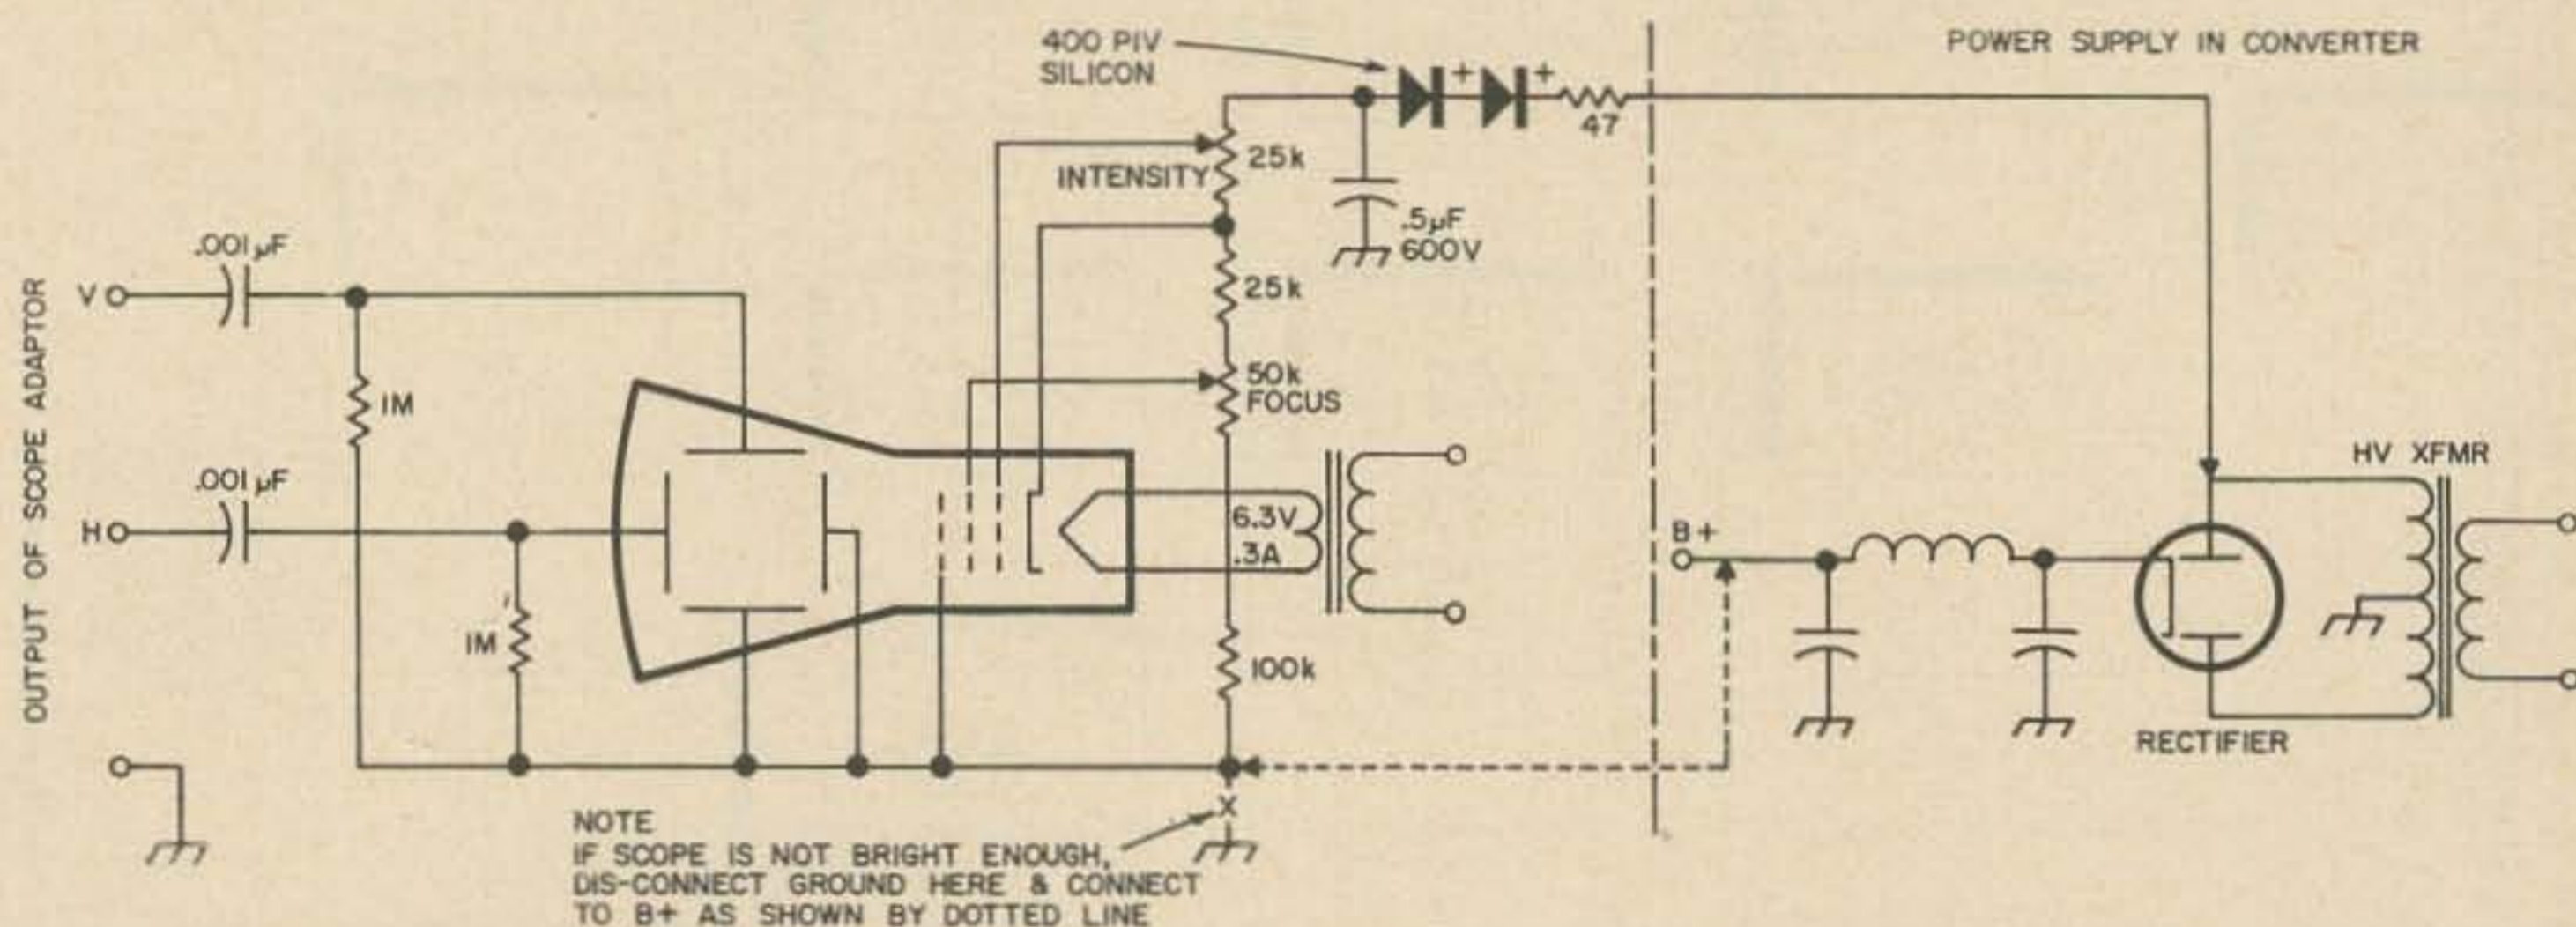 400 PIV
SILICON
+
+
47
POWER SUPPLY IN CONVERTER
25k
INTENSITY
.5µF
600V
25k
50k
FOCUS
OUTPUT OF SCOPE ADAPTOR
V
.001µF
1M
H
.001µF
1M
6.3V
.3A
100k
B+
HV XFMR
RECTIFIER
X
NOTE
IF SCOPE IS NOT BRIGHT ENOUGH,
DIS-CONNECT GROUND HERE & CONNECT
TO B+ AS SHOWN BY DOTTED LINE